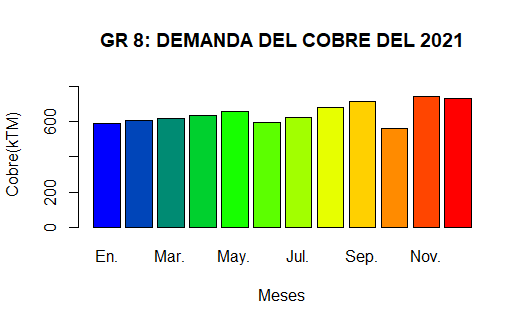 GR 8: DEMANDA DEL COBRE DEL 2021
Cobre(kTM)
600
200
0
En. Mar. May. Jul. Sep. Nov.
Meses